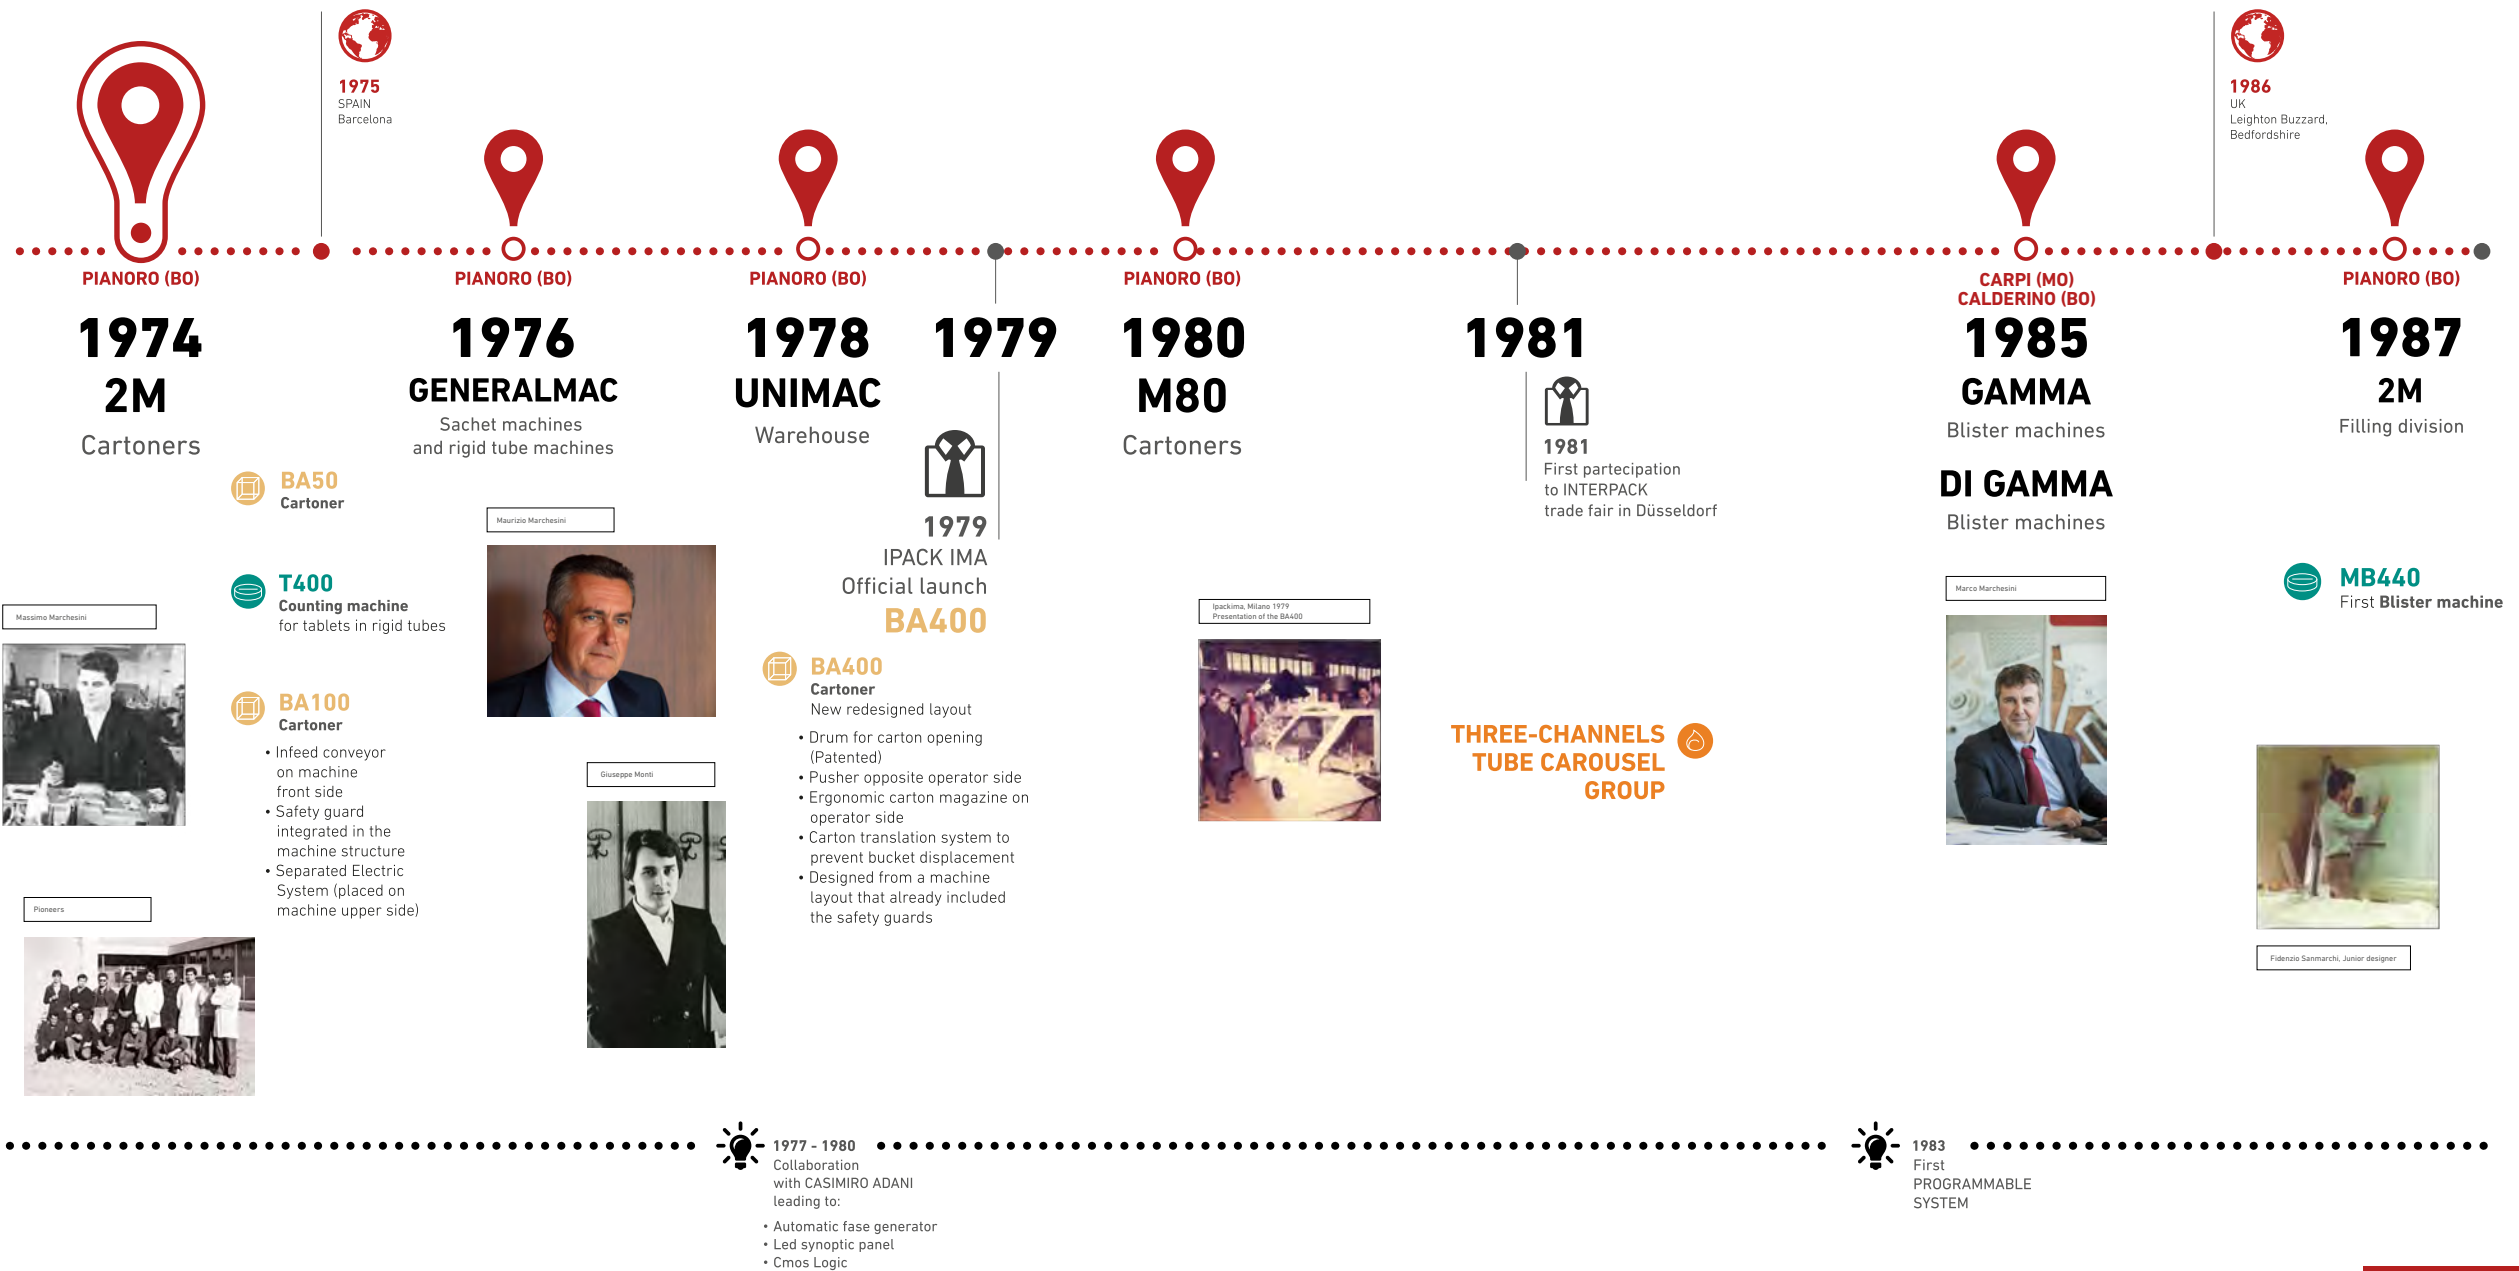 1975
SPAIN
Barcelona
1986
UK
Leighton Buzzard,
Bedfordshire
PIANORO (BO)
1974
2M
Cartoners
BA50
Cartoner
T400
Counting machine
for tablets in rigid tubes
BA100
Cartoner
• Infeed conveyor
on machine
front side
• Safety guard
integrated in the
machine structure
• Separated Electric
System (placed on
machine upper side)
Massimo Marchesini
Pioneers
PIANORO (BO)
1976
GENERALMAC
Sachet machines
and rigid tube machines
Maurizio Marchesini
Giuseppe Monti
PIANORO (BO)
1978
UNIMAC
Warehouse
1979
1979
IPACK IMA
Official launch
BA400
BA400
Cartoner
New redesigned layout
• Drum for carton opening
(Patented)
• Pusher opposite operator side
• Ergonomic carton magazine on
operator side
• Carton translation system to
prevent bucket displacement
• Designed from a machine
layout that already included
the safety guards
PIANORO (BO)
1980
M80
Cartoners
Ipackima, Milano 1979
Presentation of the BA400
1981
1981
First partecipation
to INTERPACK
trade fair in Düsseldorf
THREE-CHANNELS
TUBE CAROUSEL
GROUP
CARPI (MO)
CALDERINO (BO)
1985
GAMMA
Blister machines
DI GAMMA
Blister machines
Marco Marchesini
PIANORO (BO)
1987
2M
Filling division
MB440
First Blister machine
Fidenzio Sanmarchi, Junior designer
1977 - 1980
Collaboration
with CASIMIRO ADANI
leading to:
• Automatic fase generator
• Led synoptic panel
• Cmos Logic
1983
First
PROGRAMMABLE
SYSTEM